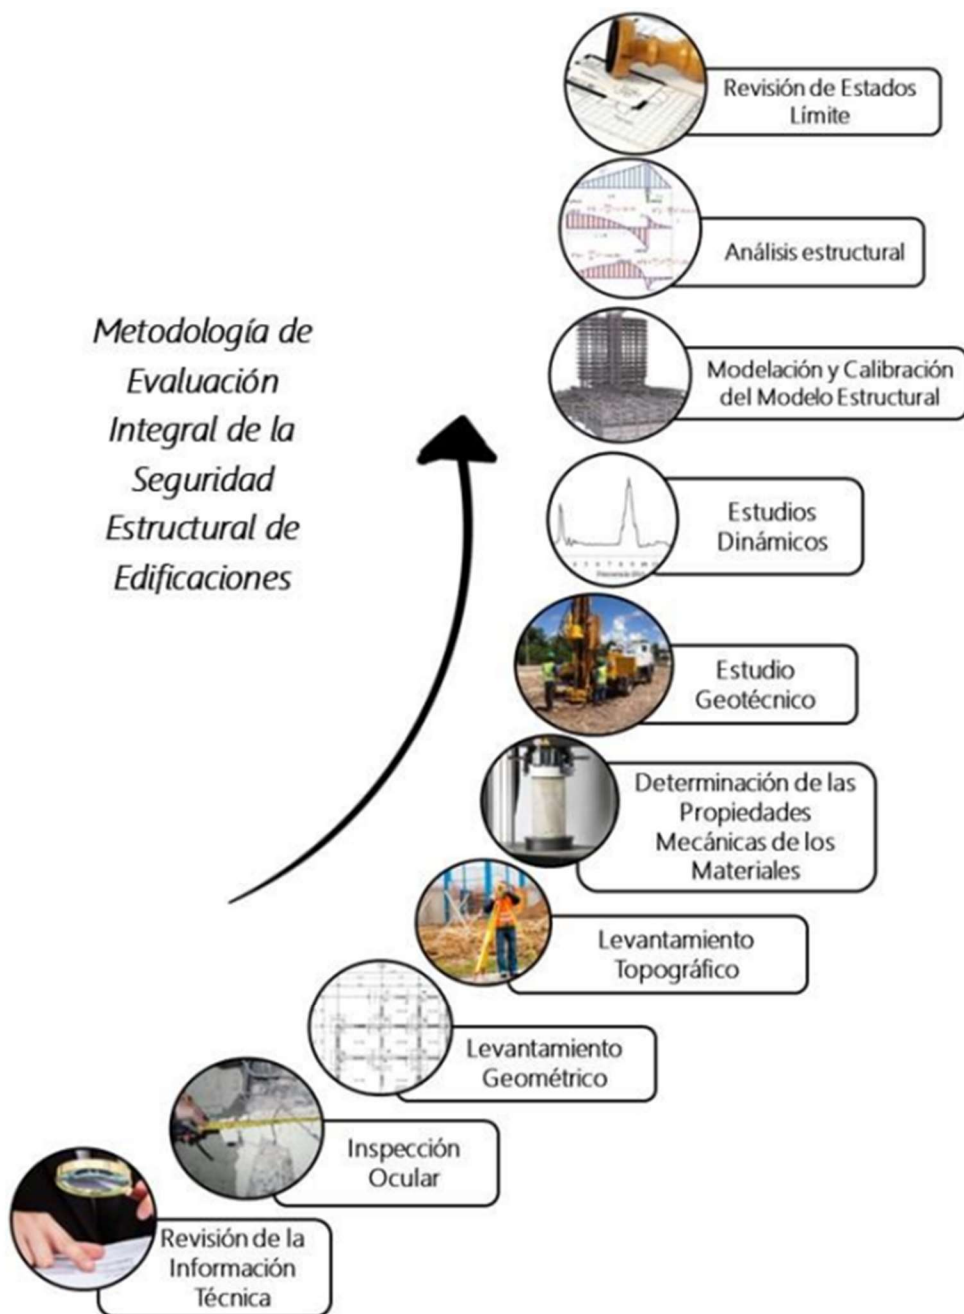 Revisión de Estados
Límite
Análisis estructural
Metodología de
Evaluación
Integral de la
Seguridad
Estructural de
Edificaciones
Modelación y Calibración
del Modelo Estructural
Estudios
Dinámicos
Estudio
Geotécnico
Determinación de las
Propiedades
Mecánicas de los
Materiales
Levantamiento
Topográfico
Levantamiento
Geométrico
Inspección
Ocular
Revisión de la
Información
Técnica